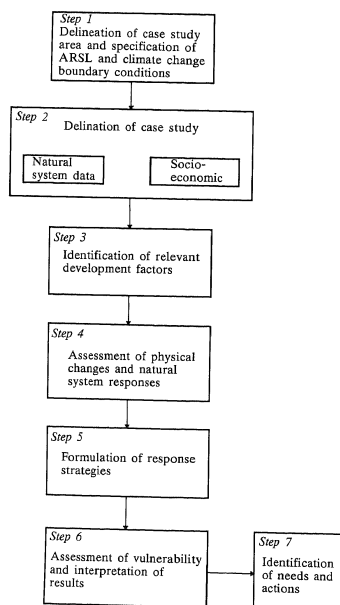 Step 1
Delineation of case study
area and specification of
ARSL and climate change
boundary conditions
Step 2
Delination of case study
Natural
system data
Socio-
economic
Step 3
Identification of relevant
development factors
Step 4
Assessment of physical
changes and natural
system responses
Step 5
Formulation of response
strategies
Step 6
Assessment of vulnerability
and interpretation of
results
Step 7
Identification
of needs and
actions